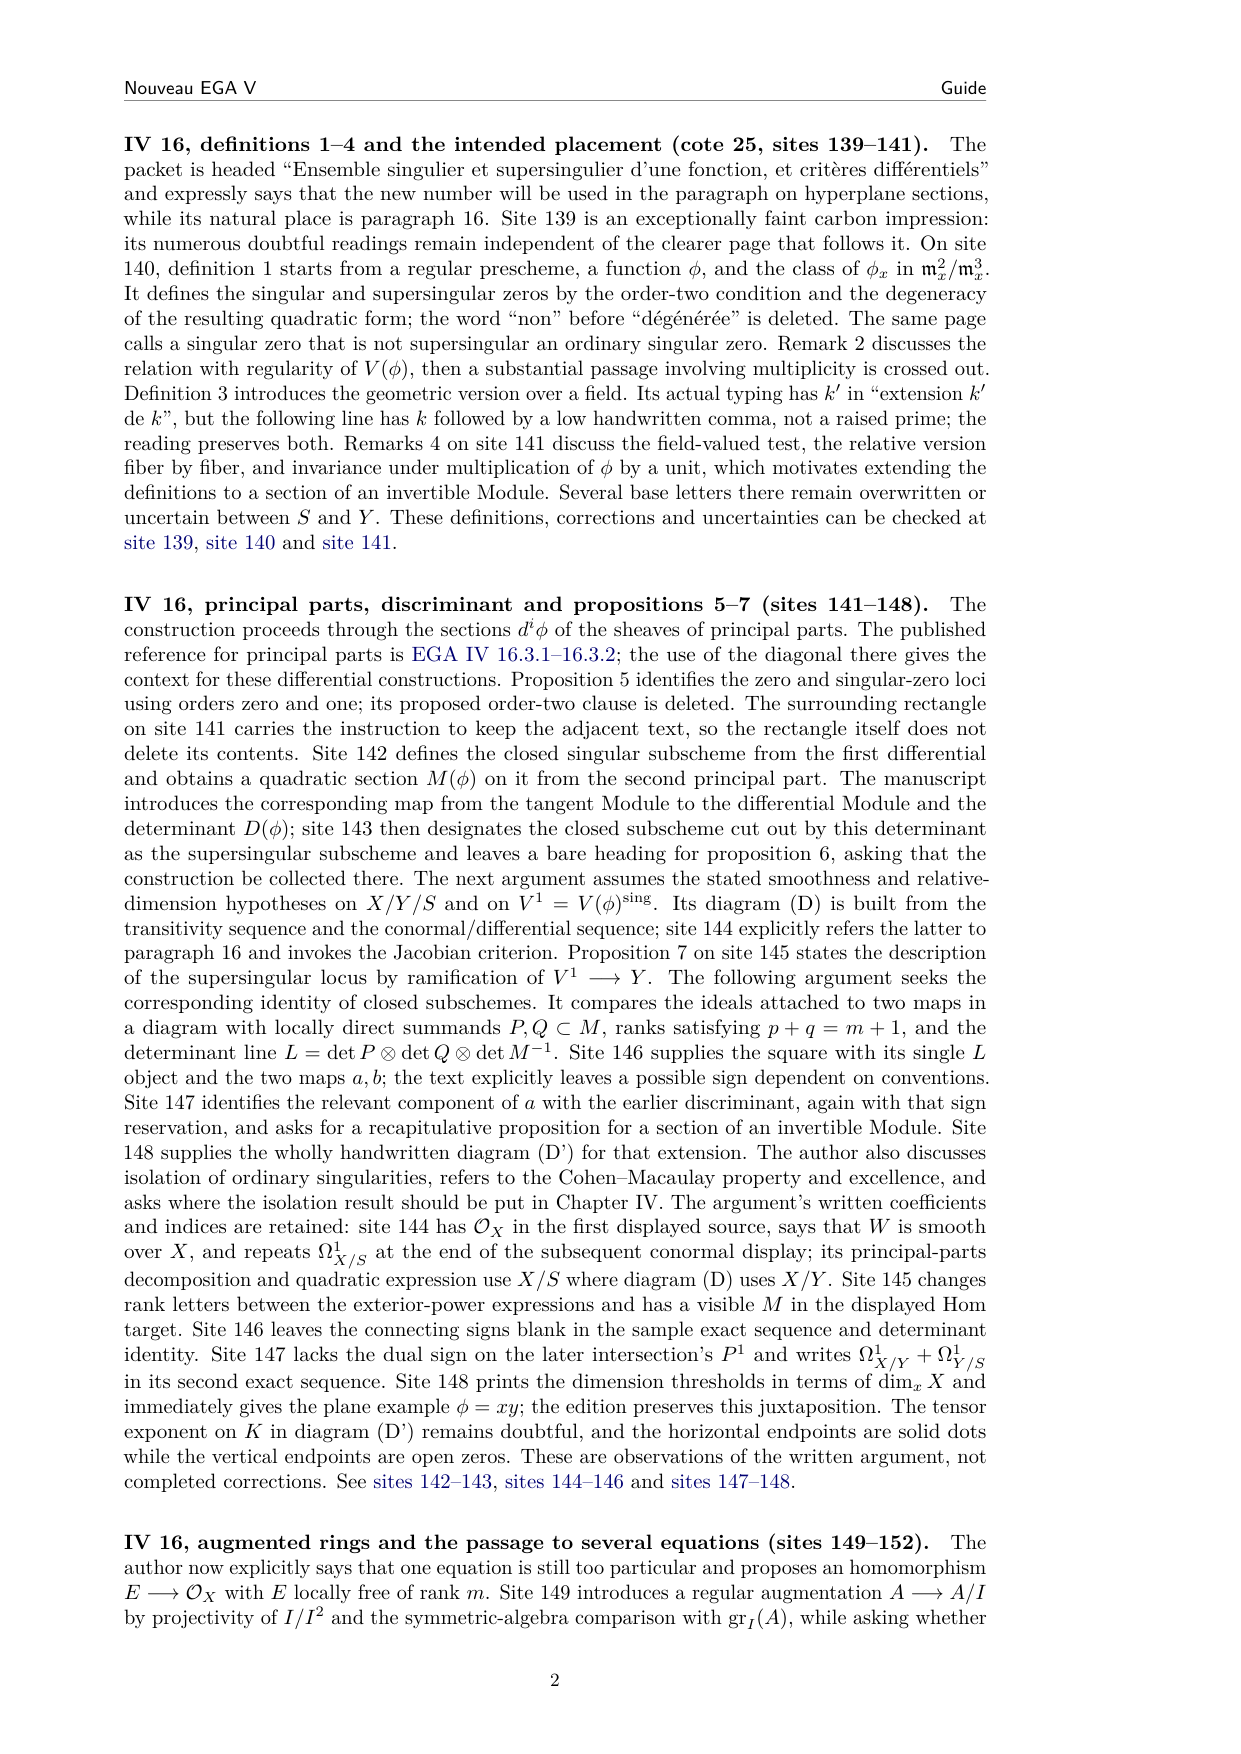 Nouveau EGA V Guide
IV 16, definitions 1–4 and the intended placement (cote 25, sites 139–141). The
packet is headed “Ensemble singulier et supersingulier d’une fonction, et critères différentiels”
and expressly says that the new number will be used in the paragraph on hyperplane sections,
while its natural place is paragraph 16. Site 139 is an exceptionally faint carbon impression:
its numerous doubtful readings remain independent of the clearer page that follows it. On site
140, definition 1 starts from a regular prescheme, a function ϕ, and the class of ϕ_x in 𝔪_x^2/𝔪_x^3.
It defines the singular and supersingular zeros by the order-two condition and the degeneracy
of the resulting quadratic form; the word “non” before “dégénérée” is deleted. The same page
calls a singular zero that is not supersingular an ordinary singular zero. Remark 2 discusses the
relation with regularity of V(ϕ), then a substantial passage involving multiplicity is crossed out.
Definition 3 introduces the geometric version over a field. Its actual typing has k′ in “extension k′
de k”, but the following line has k followed by a low handwritten comma, not a raised prime; the
reading preserves both. Remarks 4 on site 141 discuss the field-valued test, the relative version
fiber by fiber, and invariance under multiplication of ϕ by a unit, which motivates extending the
definitions to a section of an invertible Module. Several base letters there remain overwritten or
uncertain between S and Y. These definitions, corrections and uncertainties can be checked at
site 139, site 140 and site 141.
IV 16, principal parts, discriminant and propositions 5–7 (sites 141–148). The
construction proceeds through the sections d^iϕ of the sheaves of principal parts. The published
reference for principal parts is EGA IV 16.3.1–16.3.2; the use of the diagonal there gives the
context for these differential constructions. Proposition 5 identifies the zero and singular-zero loci
using orders zero and one; its proposed order-two clause is deleted. The surrounding rectangle
on site 141 carries the instruction to keep the adjacent text, so the rectangle itself does not
delete its contents. Site 142 defines the closed singular subscheme from the first differential
and obtains a quadratic section M(ϕ) on it from the second principal part. The manuscript
introduces the corresponding map from the tangent Module to the differential Module and the
determinant D(ϕ); site 143 then designates the closed subscheme cut out by this determinant
as the supersingular subscheme and leaves a bare heading for proposition 6, asking that the
construction be collected there. The next argument assumes the stated smoothness and relative-
dimension hypotheses on X/Y/S and on V^1 = V(ϕ)^sing. Its diagram (D) is built from the
transitivity sequence and the conormal/differential sequence; site 144 explicitly refers the latter to
paragraph 16 and invokes the Jacobian criterion. Proposition 7 on site 145 states the description
of the supersingular locus by ramification of V^1 ⟶ Y. The following argument seeks the
corresponding identity of closed subschemes. It compares the ideals attached to two maps in
a diagram with locally direct summands P, Q ⊂ M, ranks satisfying p + q = m + 1, and the
determinant line L = det P ⊗ det Q ⊗ det M^−1. Site 146 supplies the square with its single L
object and the two maps a, b; the text explicitly leaves a possible sign dependent on conventions.
Site 147 identifies the relevant component of a with the earlier discriminant, again with that sign
reservation, and asks for a recapitulative proposition for a section of an invertible Module. Site
148 supplies the wholly handwritten diagram (D’) for that extension. The author also discusses
isolation of ordinary singularities, refers to the Cohen–Macaulay property and excellence, and
asks where the isolation result should be put in Chapter IV. The argument’s written coefficients
and indices are retained: site 144 has 𝒪_X in the first displayed source, says that W is smooth
over X, and repeats Ω^1_{X/S} at the end of the subsequent conormal display; its principal-parts
decomposition and quadratic expression use X/S where diagram (D) uses X/Y. Site 145 changes
rank letters between the exterior-power expressions and has a visible M in the displayed Hom
target. Site 146 leaves the connecting signs blank in the sample exact sequence and determinant
identity. Site 147 lacks the dual sign on the later intersection’s P^1 and writes Ω^1_{X/Y} + Ω^1_{Y/S}
in its second exact sequence. Site 148 prints the dimension thresholds in terms of dim_x X and
immediately gives the plane example ϕ = xy; the edition preserves this juxtaposition. The tensor
exponent on K in diagram (D’) remains doubtful, and the horizontal endpoints are solid dots
while the vertical endpoints are open zeros. These are observations of the written argument, not
completed corrections. See sites 142–143, sites 144–146 and sites 147–148.
IV 16, augmented rings and the passage to several equations (sites 149–152). The
author now explicitly says that one equation is still too particular and proposes an homomorphism
E ⟶ 𝒪_X with E locally free of rank m. Site 149 introduces a regular augmentation A ⟶ A/I
by projectivity of I/I^2 and the symmetric-algebra comparison with gr_I(A), while asking whether
2